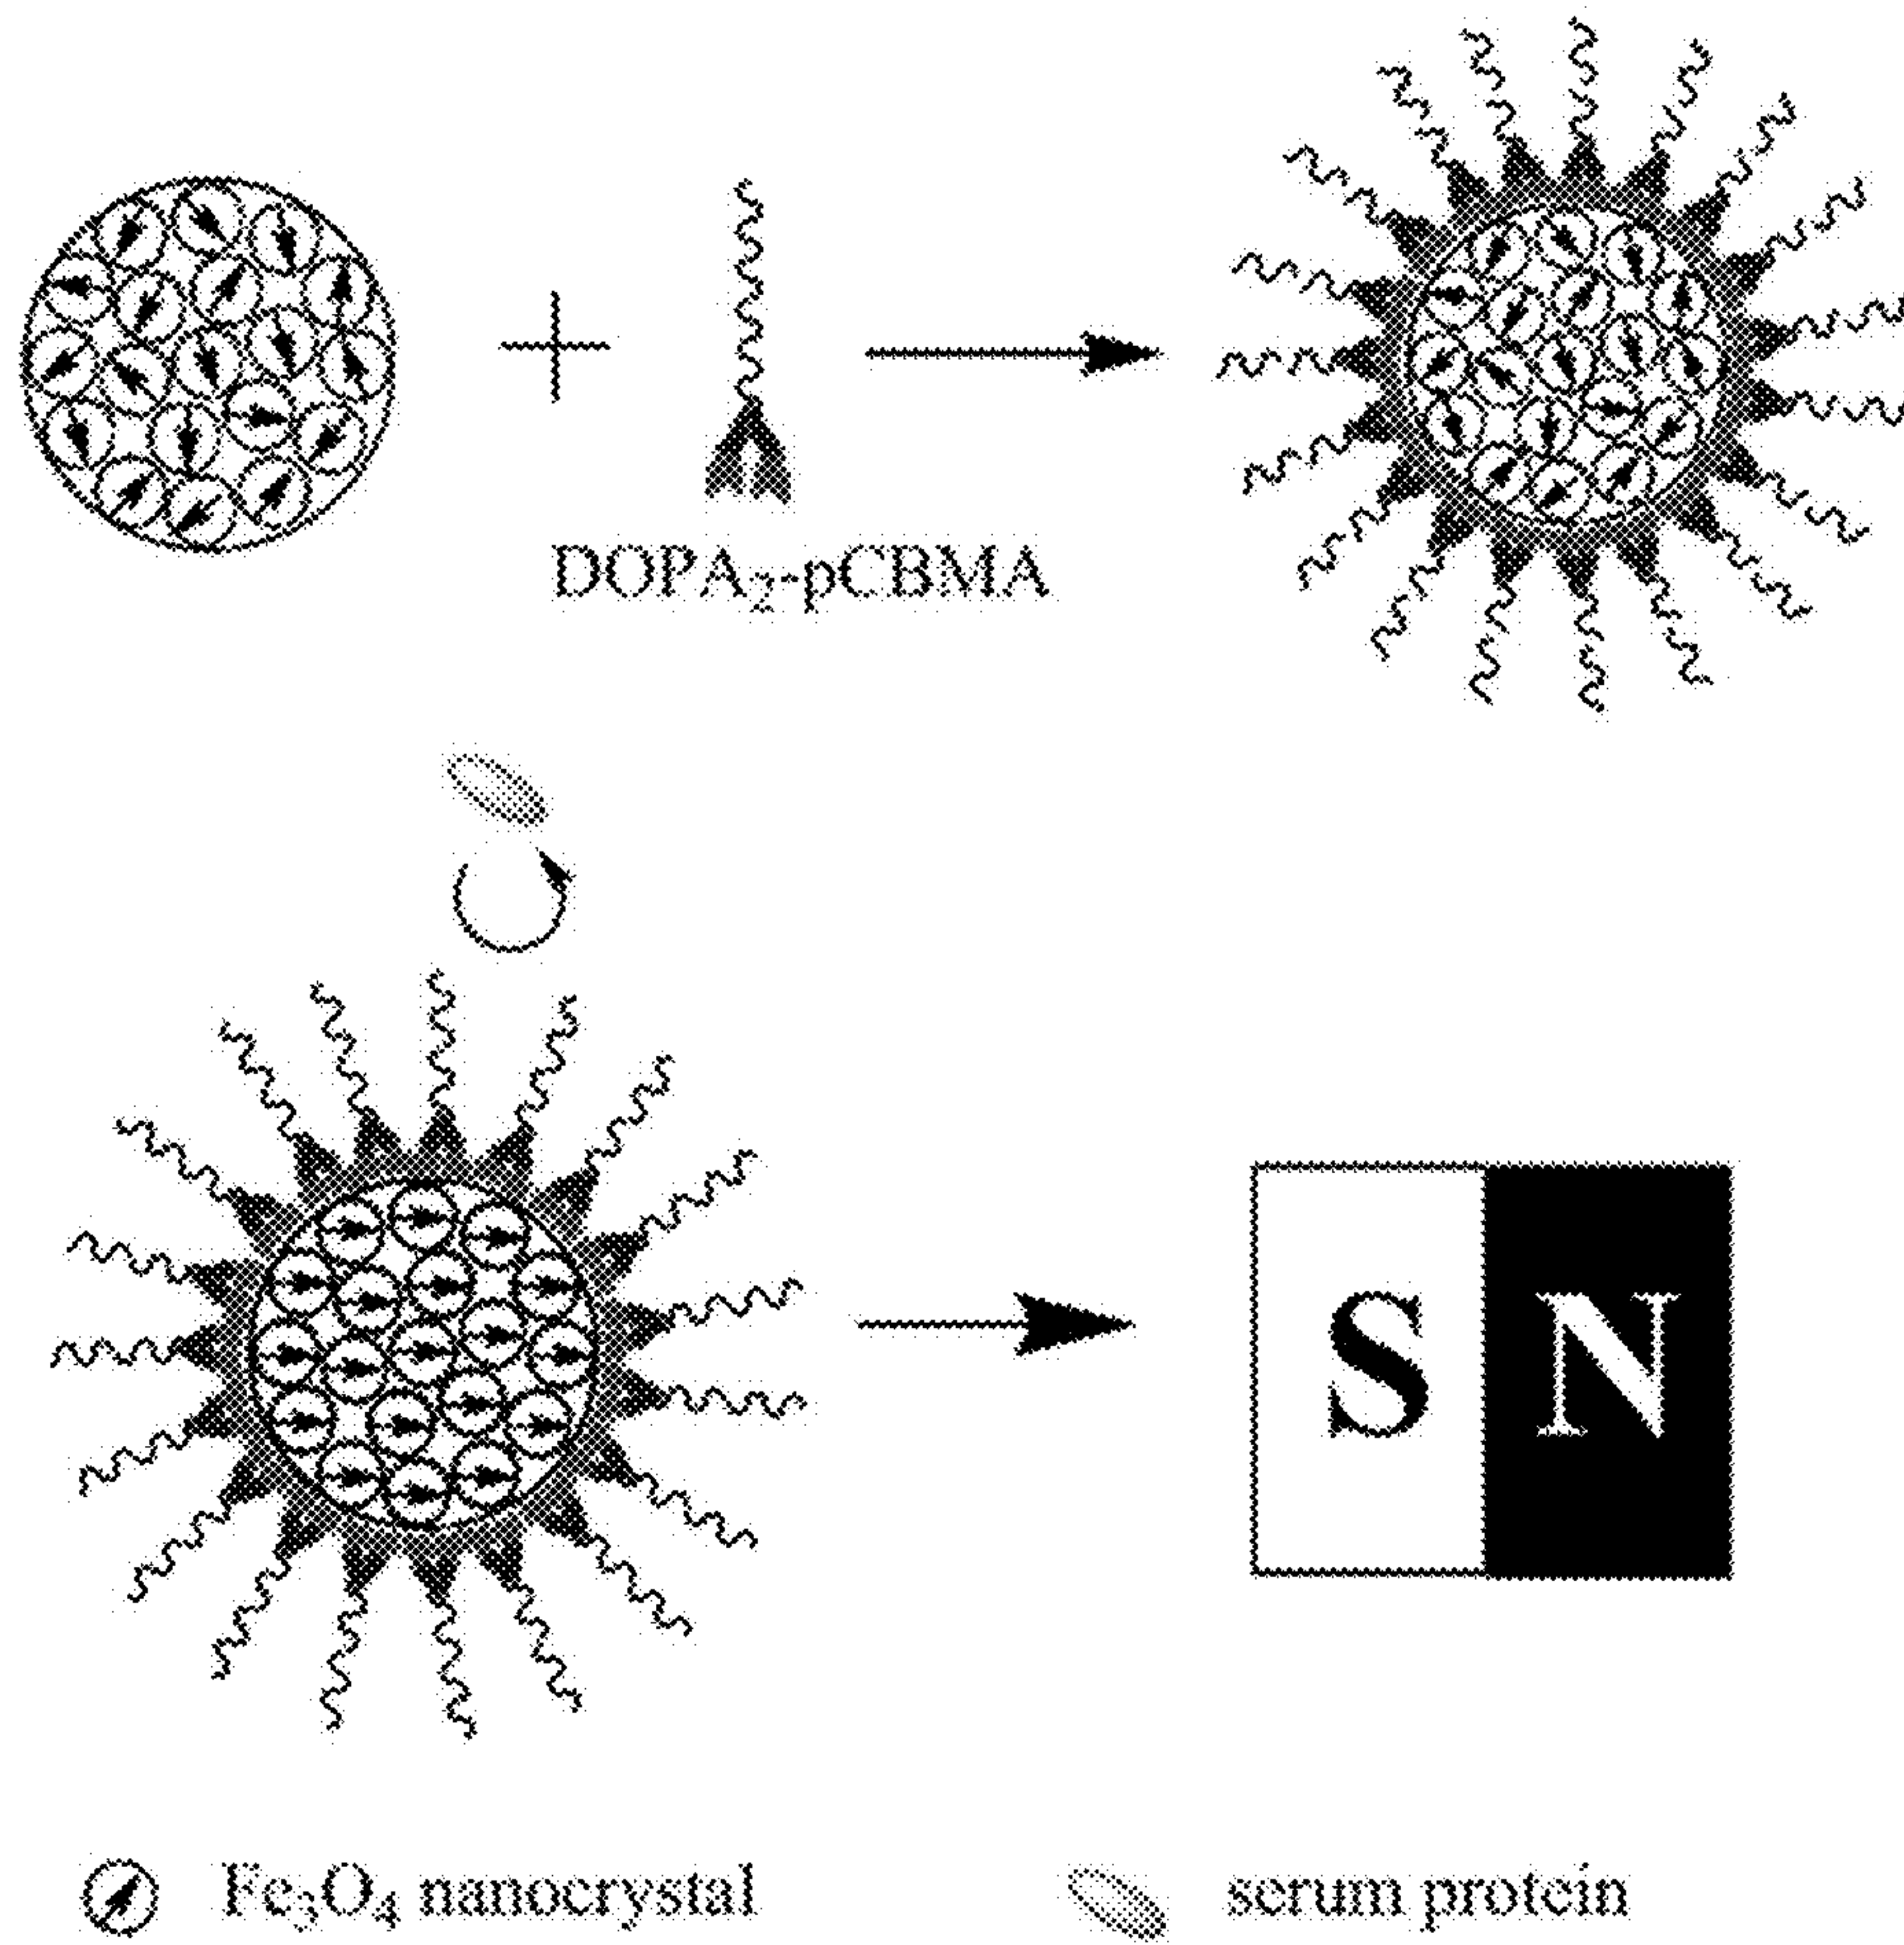 DOPA₂-pCBMA
S N
Fe₃O₄ nanocrystal
serum protein